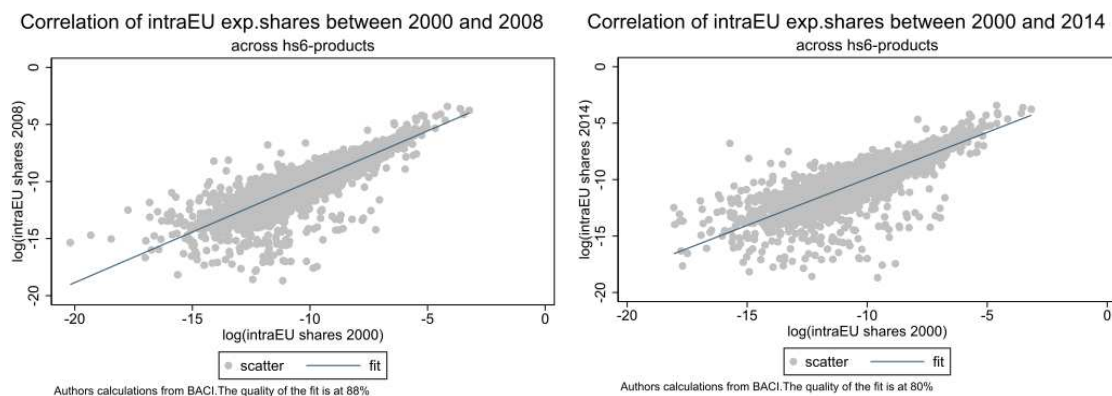 Correlation of intraEU exp.shares between 2000 and 2008
across hs6-products
0
-5
-10
-15
-20
log(intraEU shares 2008)
-20 -15 -10 -5 0
log(intraEU shares 2000)
scatter fit
Authors calculations from BACI.The quality of the fit is at 88%
Correlation of intraEU exp.shares between 2000 and 2014
across hs6-products
0
-5
-10
-15
-20
log(intraEU shares 2014)
-20 -15 -10 -5 0
log(intraEU shares 2000)
scatter fit
Authors calculations from BACI.The quality of the fit is at 80%